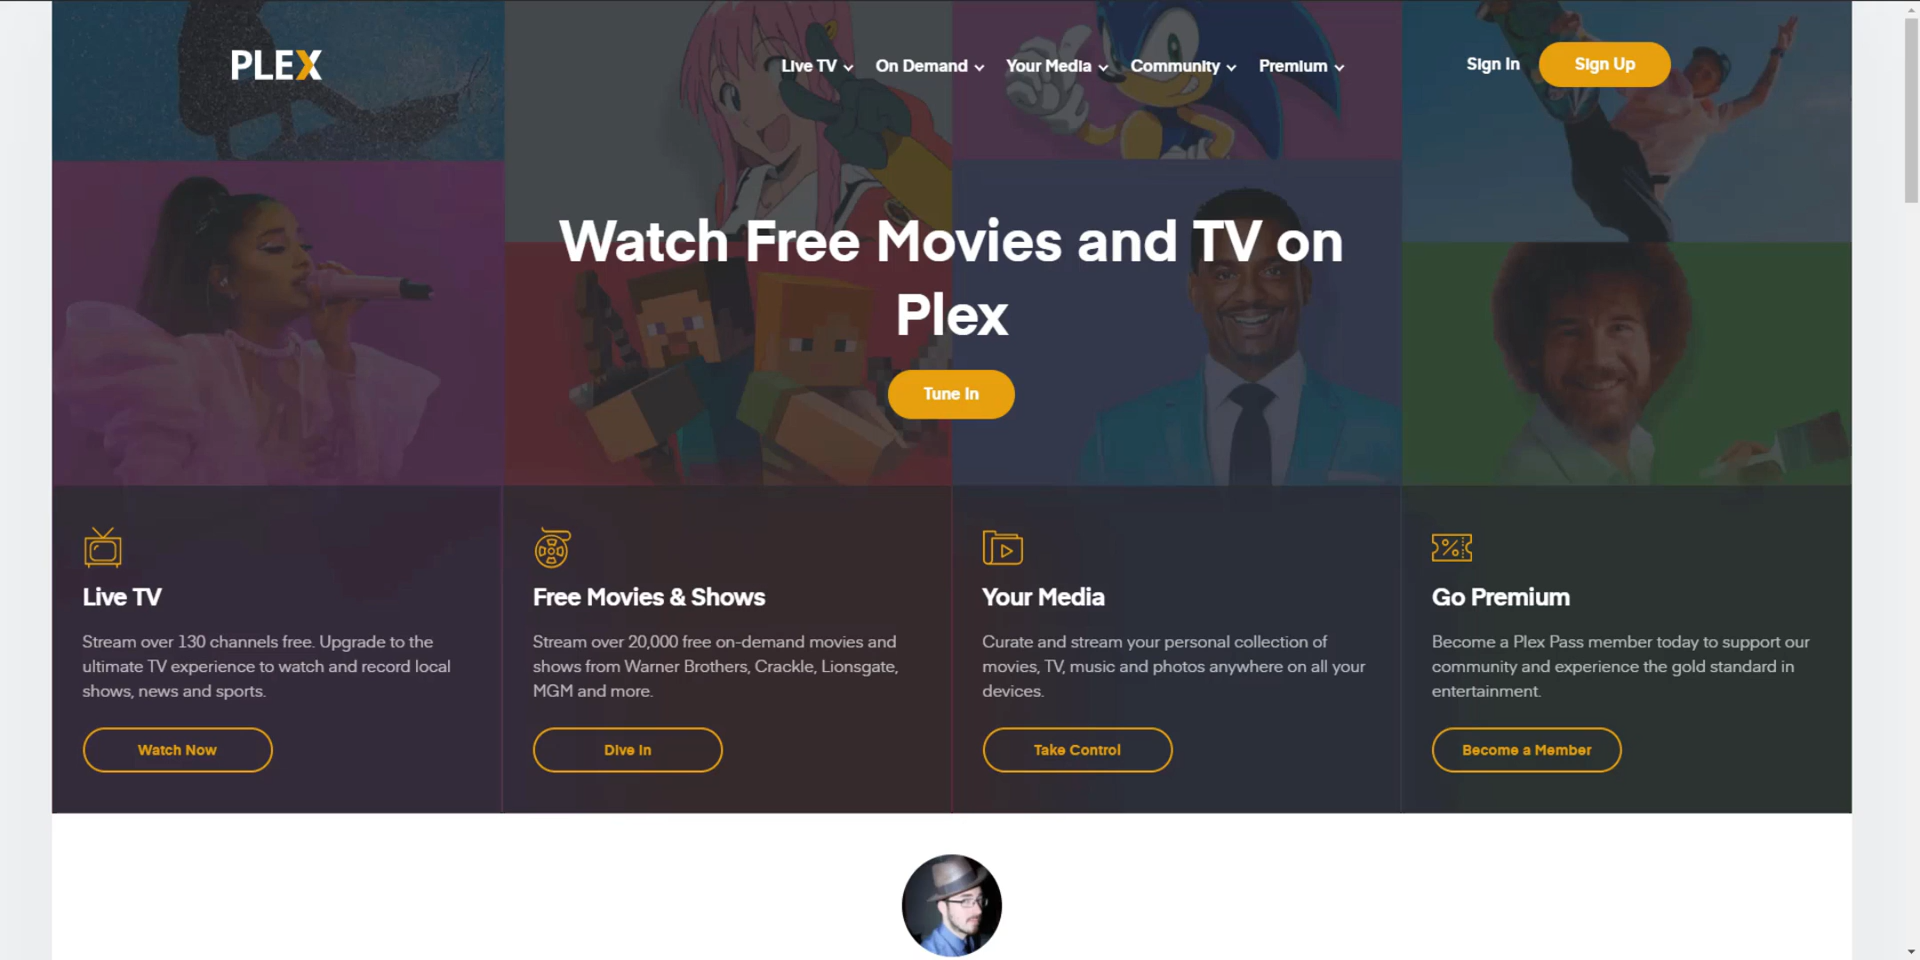 PLEX
Live TV
On Demand
Your Media
Community
Premium
Sign In
Sign Up
Watch Free Movies and TV on
Plex
Tune In
Live TV
Stream over 130 channels free. Upgrade to the
ultimate TV experience to watch and record local
shows, news and sports.
Watch Now
Free Movies & Shows
Stream over 20,000 free on-demand movies and
shows from Warner Brothers, Crackle, Lionsgate,
MGM and more.
Dive In
Your Media
Curate and stream your personal collection of
movies, TV, music and photos anywhere on all your
devices.
Take Control
Go Premium
Become a Plex Pass member today to support our
community and experience the gold standard in
entertainment.
Become a Member